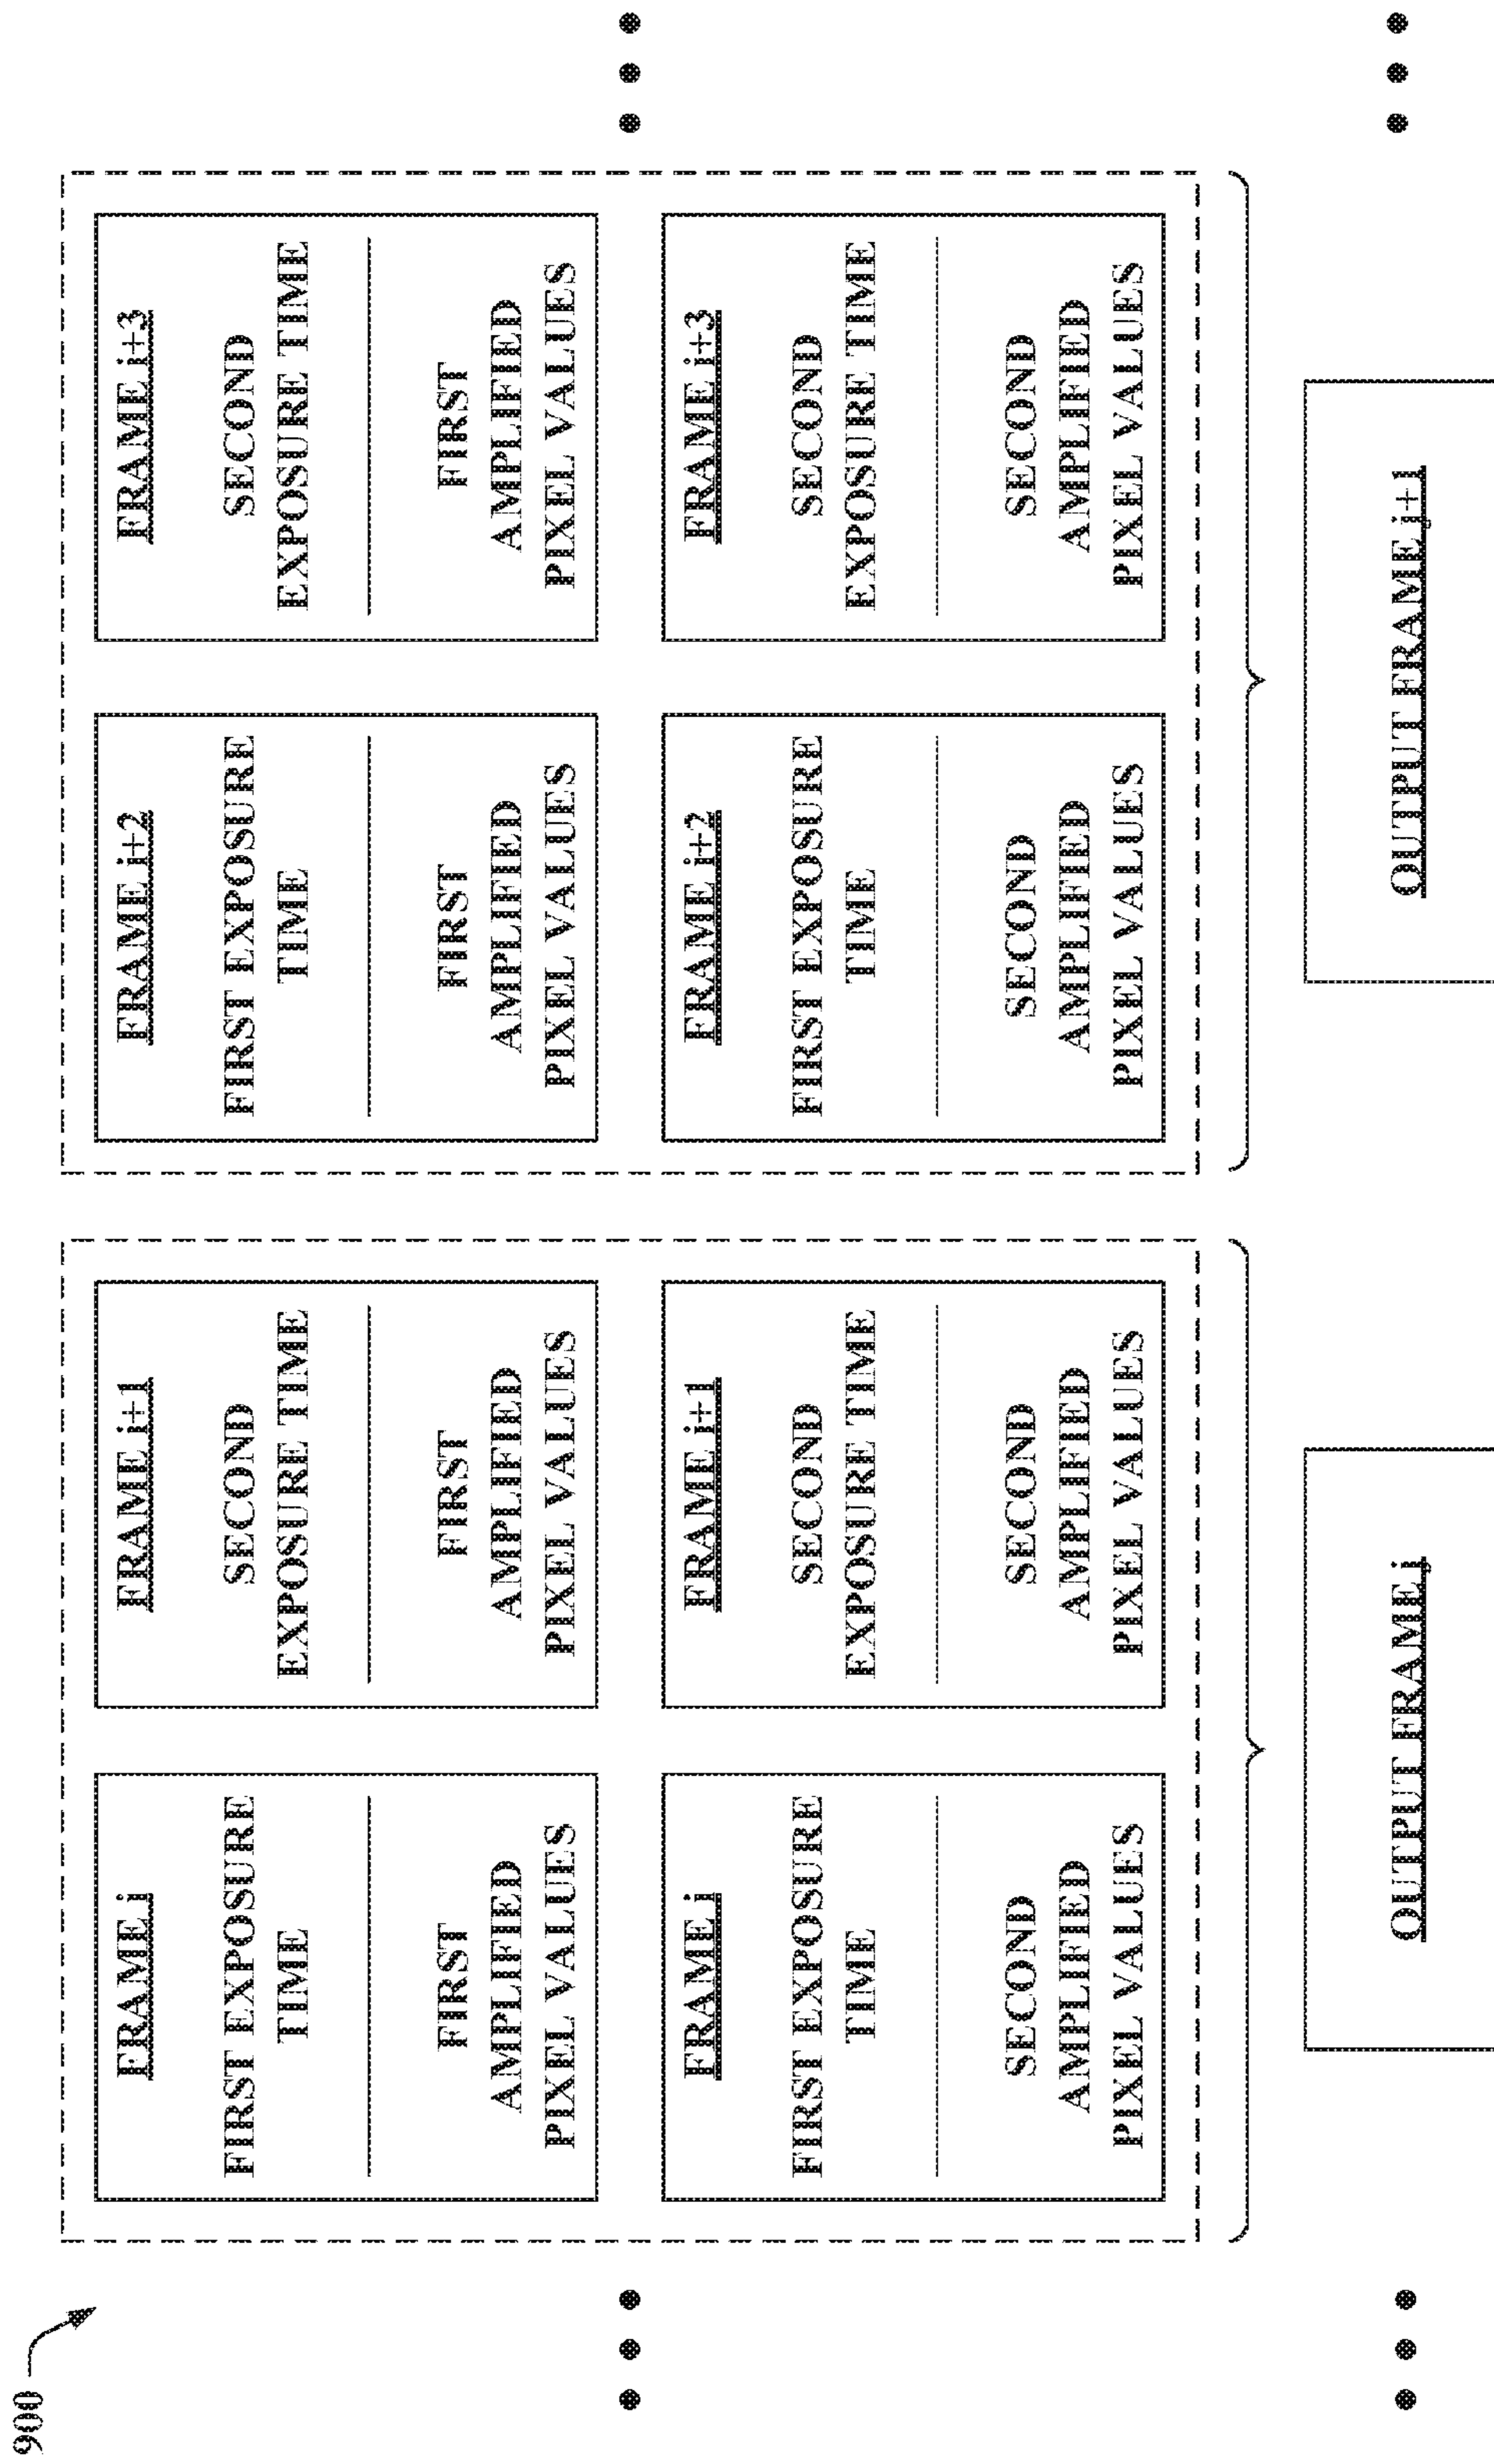 900
FRAME i
FIRST EXPOSURE
TIME
FIRST
AMPLIFIED
PIXEL VALUES
FRAME i+1
SECOND
EXPOSURE TIME
FIRST
AMPLIFIED
PIXEL VALUES
FRAME i+2
FIRST EXPOSURE
TIME
FIRST
AMPLIFIED
PIXEL VALUES
FRAME i+3
SECOND
EXPOSURE TIME
FIRST
AMPLIFIED
PIXEL VALUES
FRAME i
FIRST EXPOSURE
TIME
SECOND
AMPLIFIED
PIXEL VALUES
FRAME i+1
SECOND
EXPOSURE TIME
SECOND
AMPLIFIED
PIXEL VALUES
FRAME i+2
FIRST EXPOSURE
TIME
SECOND
AMPLIFIED
PIXEL VALUES
FRAME i+3
SECOND
EXPOSURE TIME
SECOND
AMPLIFIED
PIXEL VALUES
OUTPUT FRAME j
OUTPUT FRAME j+1